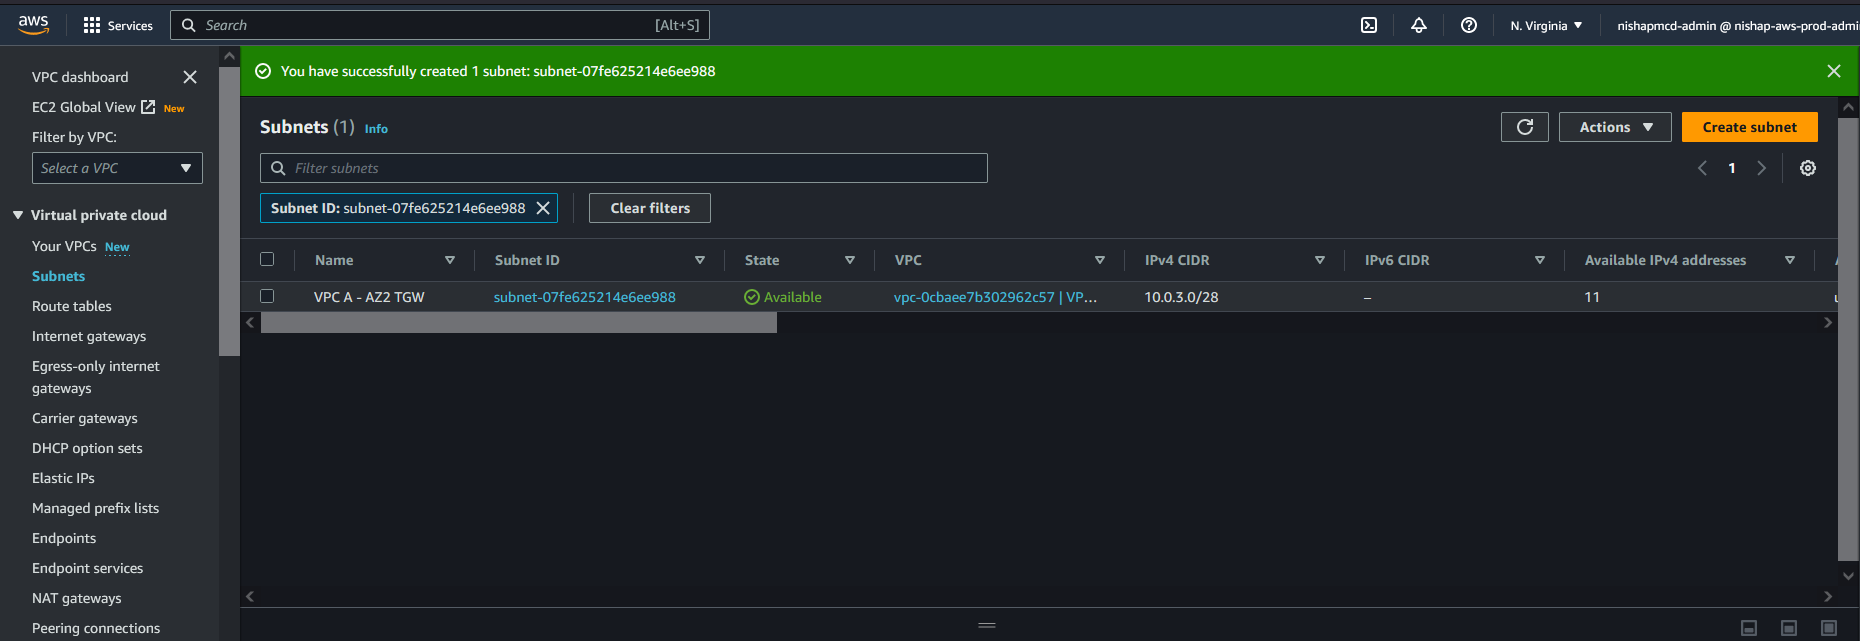 aws
Services
Search
[Alt+S]
N. Virginia
nishapmcd-admin @ nishap-aws-prod-admi
VPC dashboard
EC2 Global View New
Filter by VPC:
Select a VPC
Virtual private cloud
Your VPCs New
Subnets
Route tables
Internet gateways
Egress-only internet
gateways
Carrier gateways
DHCP option sets
Elastic IPs
Managed prefix lists
Endpoints
Endpoint services
NAT gateways
Peering connections
You have successfully created 1 subnet: subnet-07fe625214e6ee988
Subnets (1) Info
Actions
Create subnet
Filter subnets
1
Subnet ID: subnet-07fe625214e6ee988
Clear filters
Name Subnet ID State VPC IPv4 CIDR IPv6 CIDR Available IPv4 addresses
VPC A - AZ2 TGW subnet-07fe625214e6ee988 Available vpc-0cbaee7b302962c57 | VP... 10.0.3.0/28 – 11